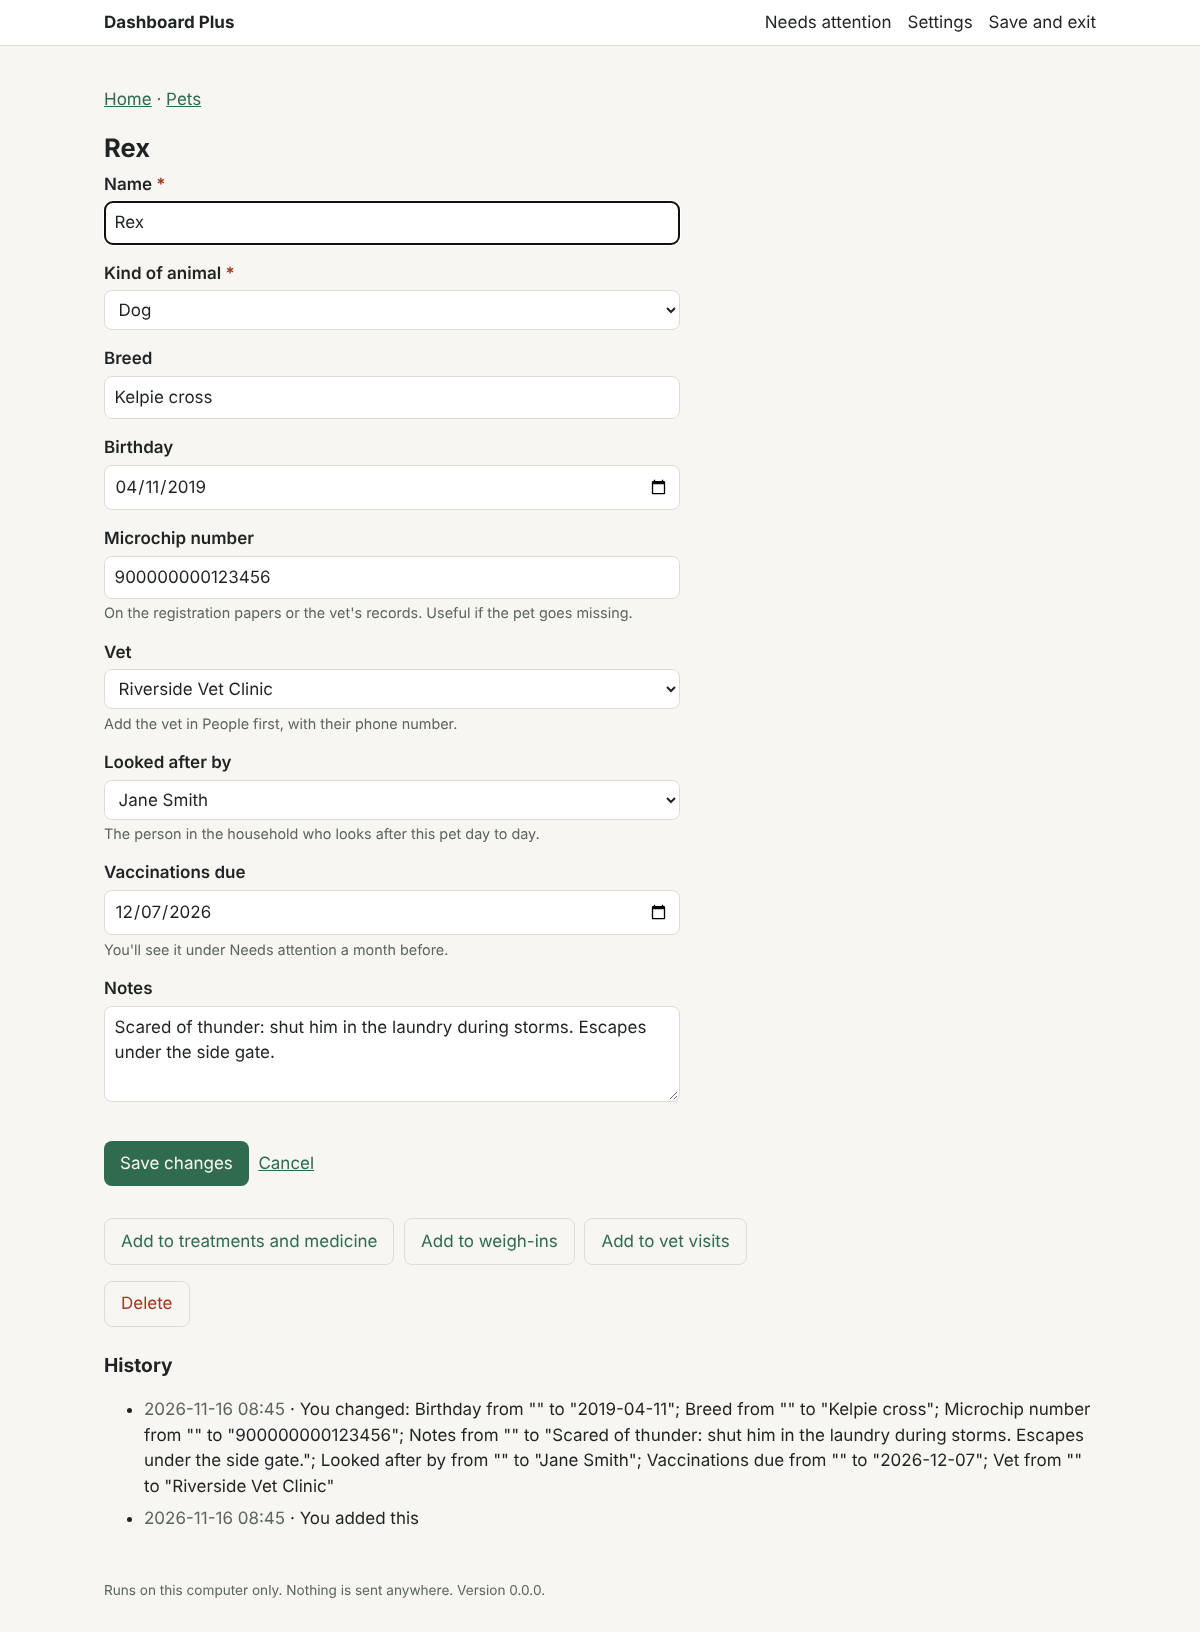 Dashboard Plus
Needs attention Settings Save and exit
Home · Pets
Rex
Name *
Rex
Kind of animal *
Dog
Breed
Kelpie cross
Birthday
04/11/2019
Microchip number
900000000123456
On the registration papers or the vet's records. Useful if the pet goes missing.
Vet
Riverside Vet Clinic
Add the vet in People first, with their phone number.
Looked after by
Jane Smith
The person in the household who looks after this pet day to day.
Vaccinations due
12/07/2026
You'll see it under Needs attention a month before.
Notes
Scared of thunder: shut him in the laundry during storms. Escapes
under the side gate.
Save changes Cancel
Add to treatments and medicine Add to weigh-ins Add to vet visits
Delete
History
• 2026-11-16 08:45 · You changed: Birthday from "" to "2019-04-11"; Breed from "" to "Kelpie cross"; Microchip number
from "" to "900000000123456"; Notes from "" to "Scared of thunder: shut him in the laundry during storms. Escapes
under the side gate."; Looked after by from "" to "Jane Smith"; Vaccinations due from "" to "2026-12-07"; Vet from ""
to "Riverside Vet Clinic"
• 2026-11-16 08:45 · You added this
Runs on this computer only. Nothing is sent anywhere. Version 0.0.0.